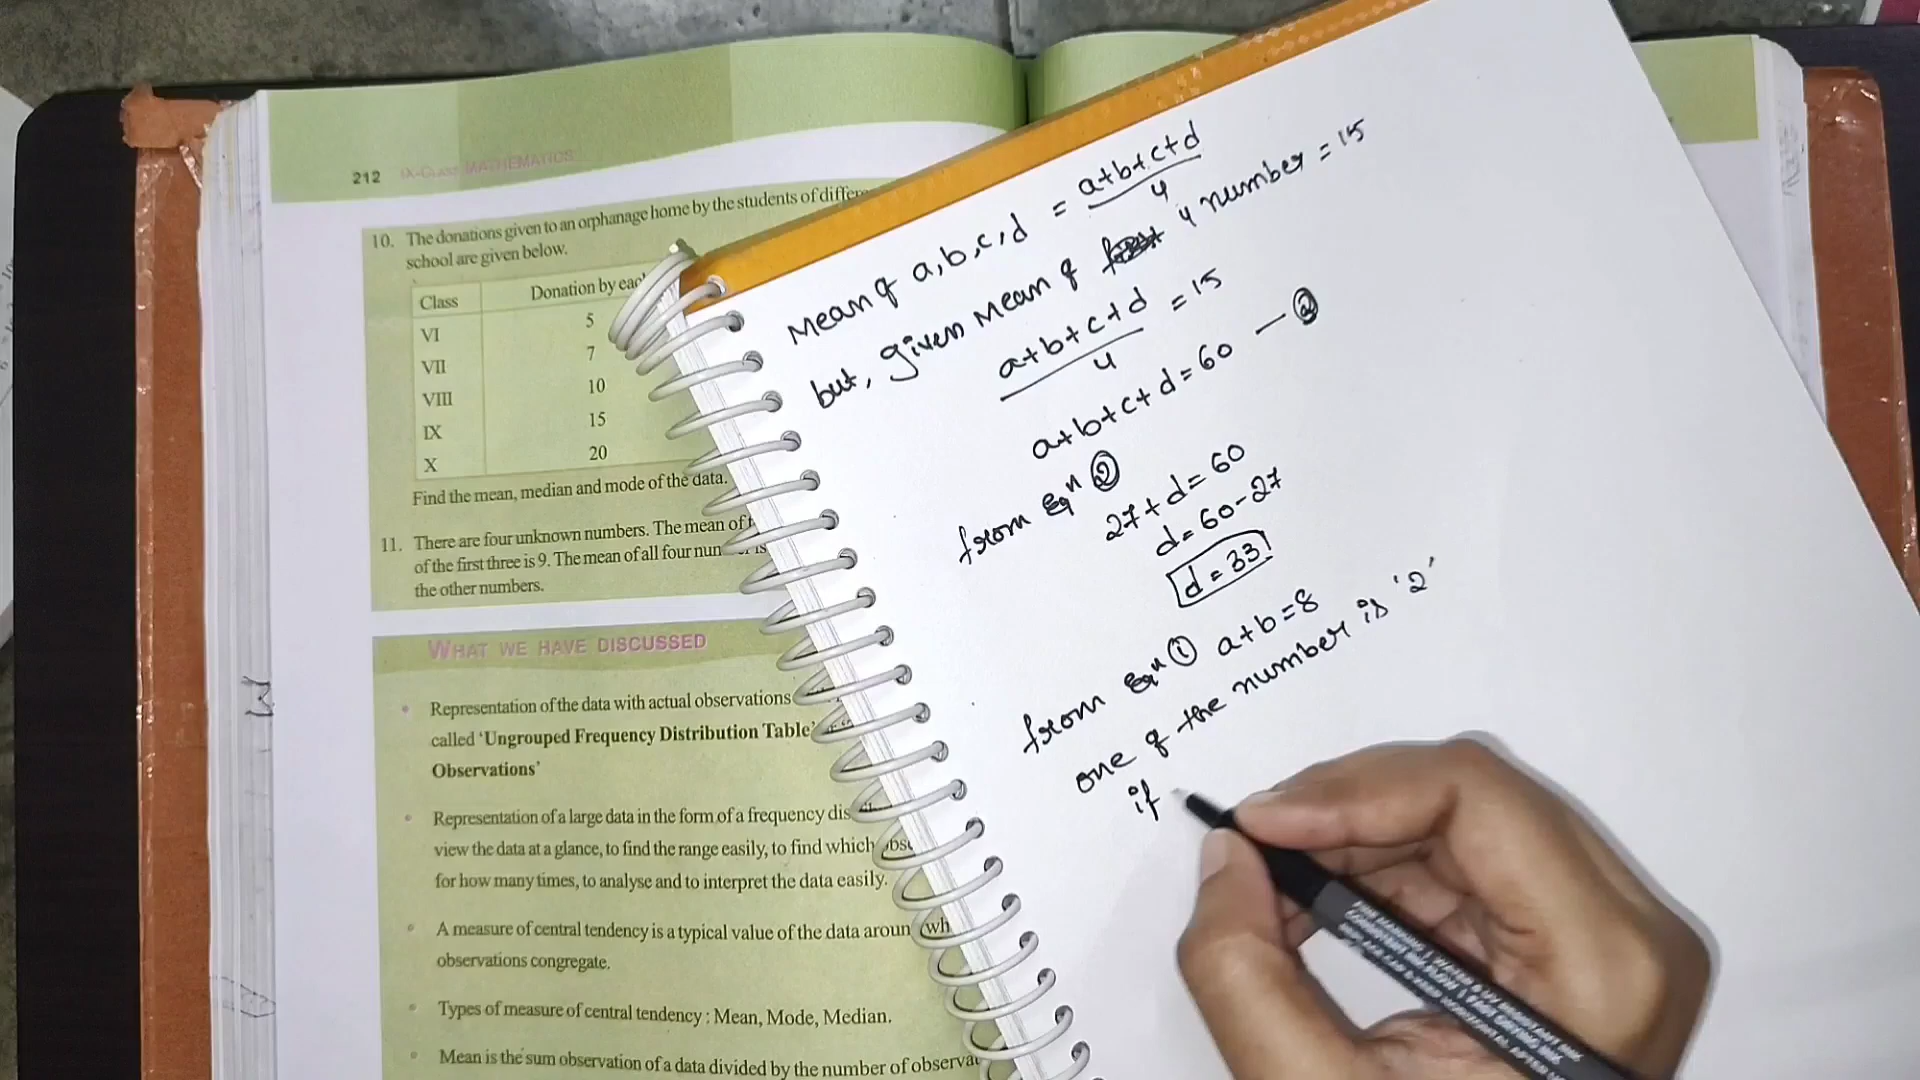 212 IX-CLASS MATHEMATICS
10. The donations given to an orphanage home by the students of differ
school are given below.
Class Donation by eac
VI 5
VII 7
VIII 10
IX 15
X 20
Find the mean, median and mode of the data.
11. There are four unknown numbers. The mean of
of the first three is 9. The mean of all four num is
the other numbers.
WHAT WE HAVE DISCUSSED
• Representation of the data with actual observations
called ‘Ungrouped Frequency Distribution Table’
Observations’
• Representation of a large data in the form of a frequency dis
view the data at a glance, to find the range easily, to find which obs
for how many times, to analyse and to interpret the data easily.
• A measure of central tendency is a typical value of the data aroun wh
observations congregate.
• Types of measure of central tendency : Mean, Mode, Median.
• Mean is the sum observation of a data divided by the number of observa
Mean of a, b, c, d = a+b+c+d / 4
but, given Mean of 4 number = 15
a+b+c+d / 4 = 15
a+b+c+d = 60 — ②
from Eqn ②
27+d = 60
d = 60-27
d = 33
from Eqn ① a+b = 8
one of the number is '2'
if